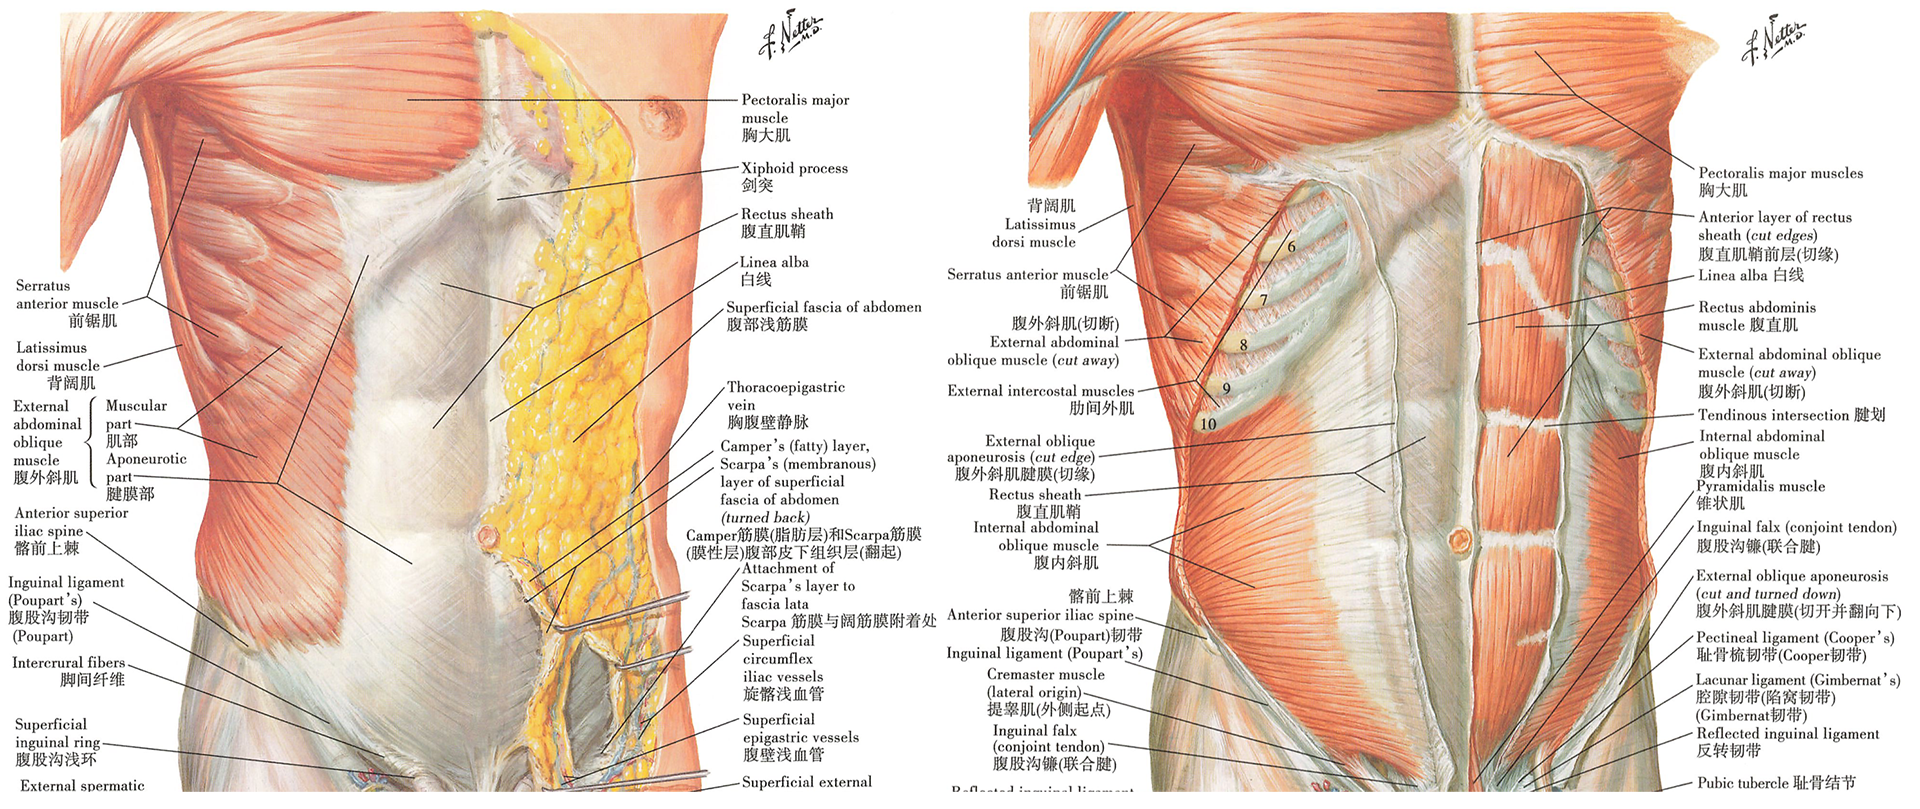 F. Netter
M.D.
Pectoralis major
muscle
胸大肌
Xiphoid process
剑突
Rectus sheath
腹直肌鞘
Linea alba
白线
Superficial fascia of abdomen
腹部浅筋膜
Thoracoepigastric
vein
胸腹壁静脉
Camper's (fatty) layer,
Scarpa's (membranous)
layer of superficial
fascia of abdomen
(turned back)
Camper筋膜(脂肪层)和Scarpa筋膜
(膜性层)腹部皮下组织层(翻起)
Attachment of
Scarpa's layer to
fascia lata
Scarpa 筋膜与阔筋膜附着处
Superficial
circumflex
iliac vessels
旋髂浅血管
Superficial
epigastric vessels
腹壁浅血管
Superficial external
Serratus
anterior muscle
前锯肌
Latissimus
dorsi muscle
背阔肌
External
abdominal
oblique
muscle
腹外斜肌
Muscular
part
肌部
Aponeurotic
part
腱膜部
Anterior superior
iliac spine
髂前上棘
Inguinal ligament
(Poupart's)
腹股沟韧带
(Poupart)
Intercrural fibers
脚间纤维
Superficial
inguinal ring
腹股沟浅环
External spermatic
F. Netter
M.D.
背阔肌
Latissimus
dorsi muscle
Serratus anterior muscle
前锯肌
腹外斜肌(切断)
External abdominal
oblique muscle (cut away)
External intercostal muscles
肋间外肌
External oblique
aponeurosis (cut edge)
腹外斜肌腱膜(切缘)
Rectus sheath
腹直肌鞘
Internal abdominal
oblique muscle
腹内斜肌
髂前上棘
Anterior superior iliac spine
腹股沟(Poupart)韧带
Inguinal ligament (Poupart's)
Cremaster muscle
(lateral origin)
提睾肌(外侧起点)
Inguinal falx
(conjoint tendon)
腹股沟镰(联合腱)
Reflected inguinal ligament
6
7
8
9
10
Pectoralis major muscles
胸大肌
Anterior layer of rectus
sheath (cut edges)
腹直肌鞘前层(切缘)
Linea alba 白线
Rectus abdominis
muscle 腹直肌
External abdominal oblique
muscle (cut away)
腹外斜肌(切断)
Tendinous intersection 腱划
Internal abdominal
oblique muscle
腹内斜肌
Pyramidalis muscle
锥状肌
Inguinal falx (conjoint tendon)
腹股沟镰(联合腱)
External oblique aponeurosis
(cut and turned down)
腹外斜肌腱膜(切开并翻向下)
Pectineal ligament (Cooper's)
耻骨梳韧带(Cooper韧带)
Lacunar ligament (Gimbernat's)
腔隙韧带(陷窝韧带)
(Gimbernat韧带)
Reflected inguinal ligament
反转韧带
Pubic tubercle 耻骨结节